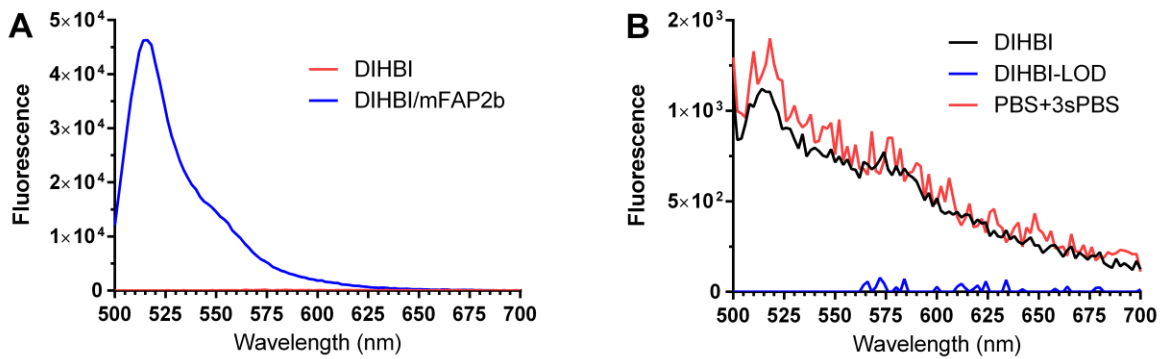 A
5×10⁴
4×10⁴
3×10⁴
2×10⁴
1×10⁴
0
Fluorescence
500 525 550 575 600 625 650 675 700
Wavelength (nm)
DIHBI
DIHBI/mFAP2b
B
2×10³
1×10³
5×10²
0
Fluorescence
500 525 550 575 600 625 650 675 700
Wavelength (nm)
DIHBI
DIHBI-LOD
PBS+3sPBS